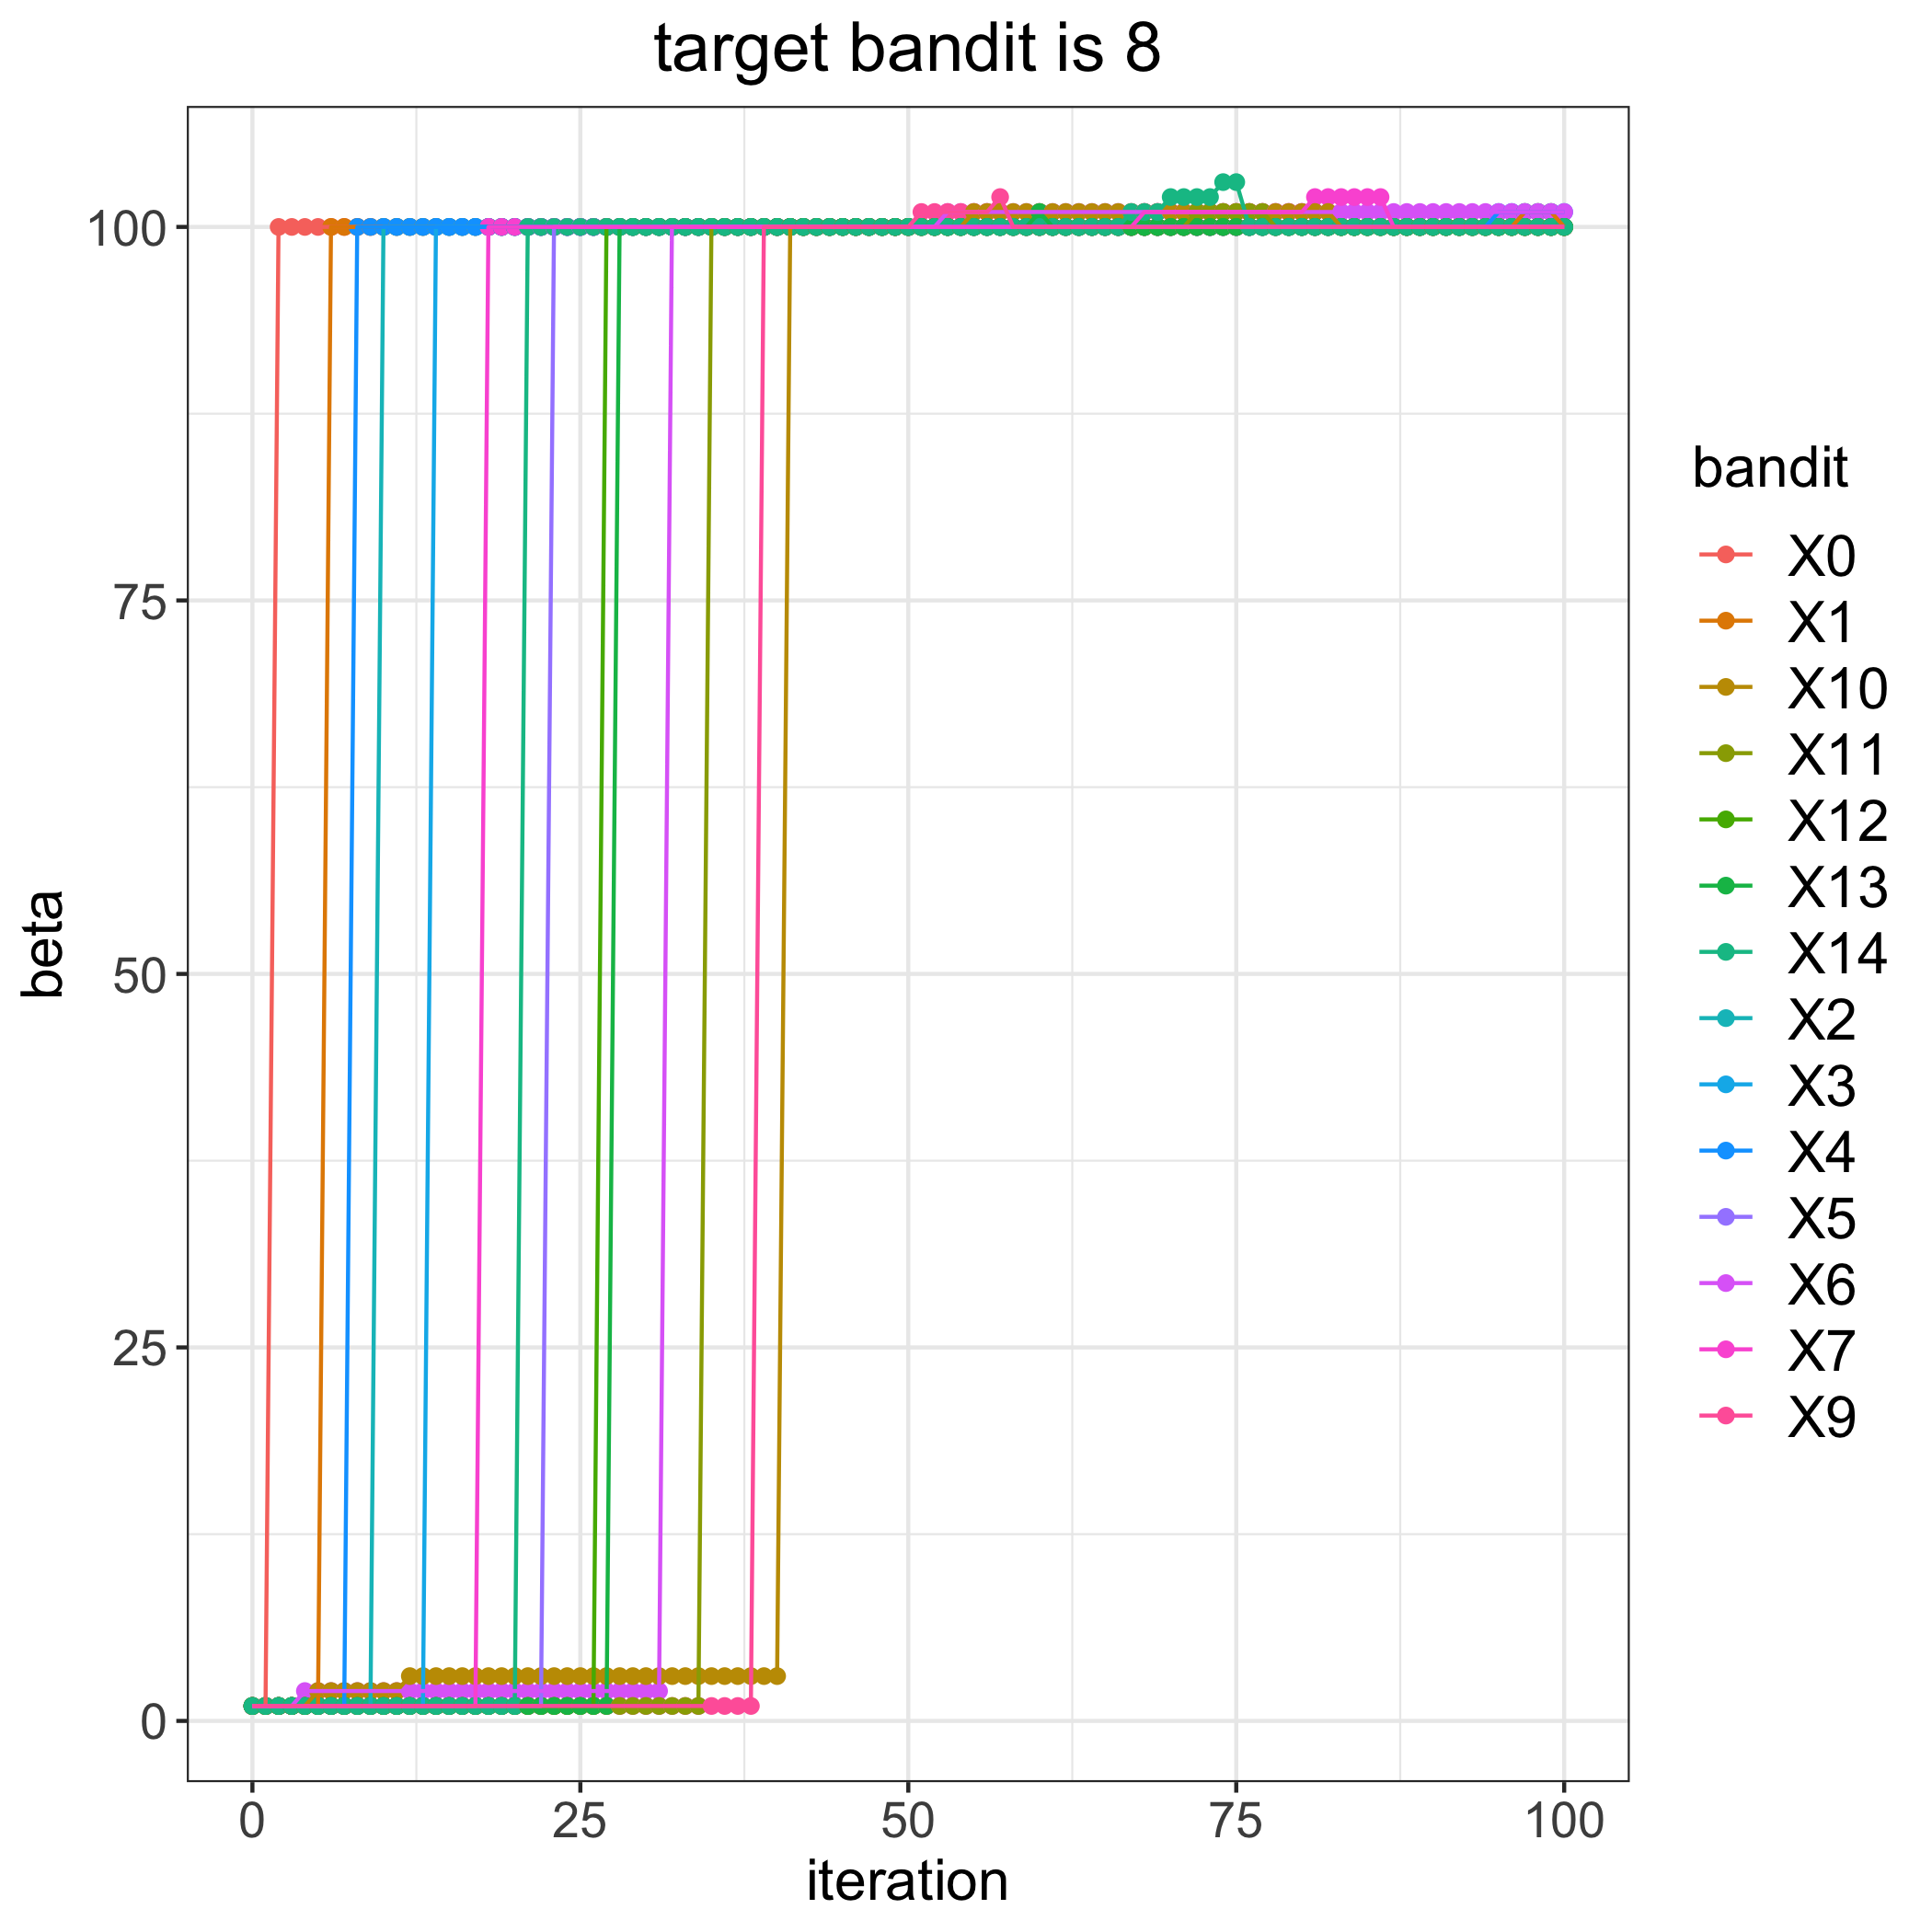 target bandit is 8
100
75
50
25
0
beta
0 25 50 75 100
iteration
bandit
X0
X1
X10
X11
X12
X13
X14
X2
X3
X4
X5
X6
X7
X9